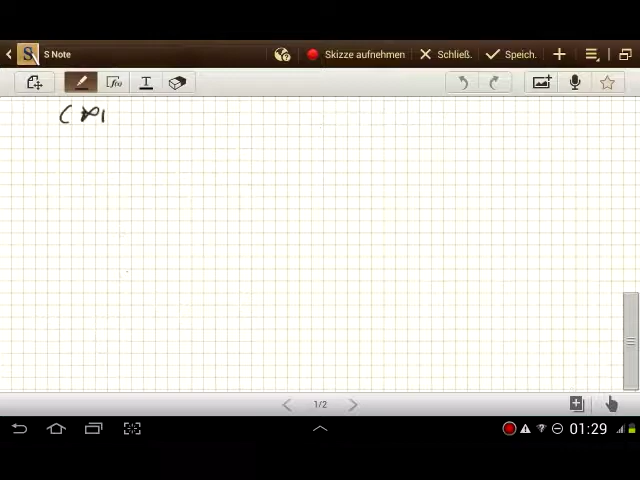 S Note
Skizze aufnehmen
Schließ.
Speich.
f(x)
T
1/2
01:29